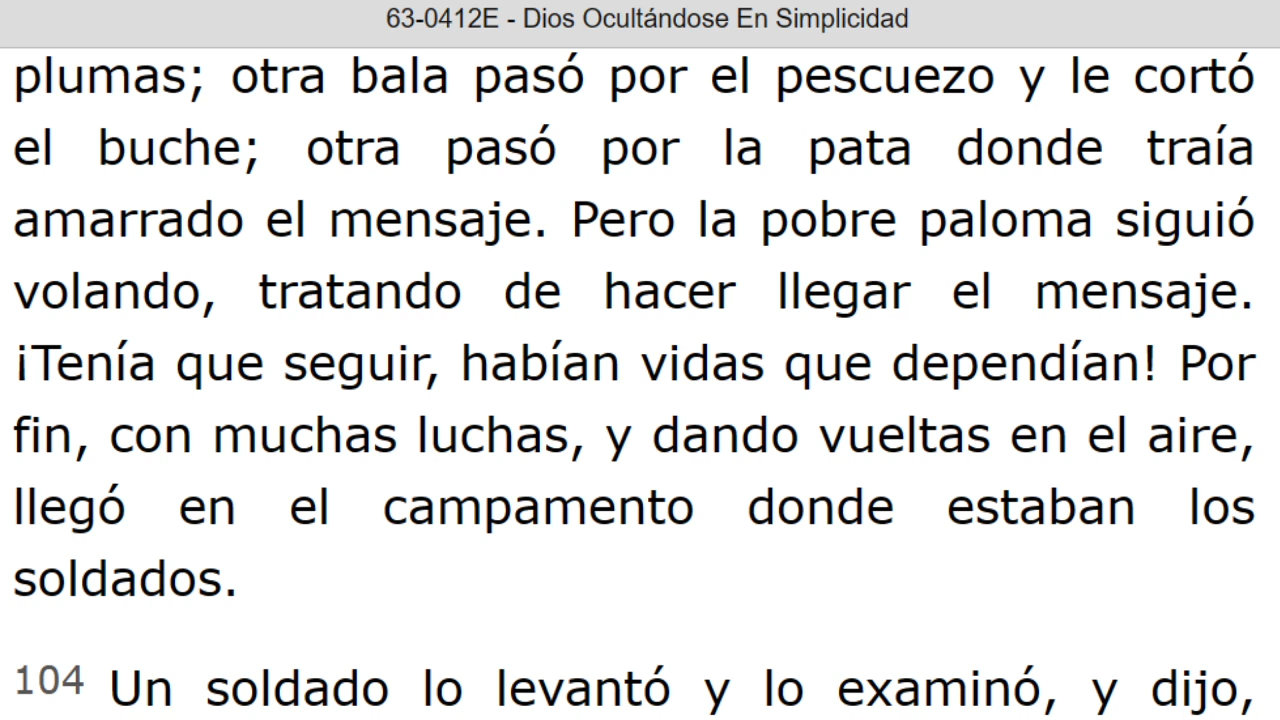 63-0412E - Dios Ocultándose En Simplicidad
plumas; otra bala pasó por el pescuezo y le cortó
el buche; otra pasó por la pata donde traía
amarrado el mensaje. Pero la pobre paloma siguió
volando, tratando de hacer llegar el mensaje.
¡Tenía que seguir, habían vidas que dependían! Por
fin, con muchas luchas, y dando vueltas en el aire,
llegó en el campamento donde estaban los
soldados.
104 Un soldado lo levantó y lo examinó, y dijo,